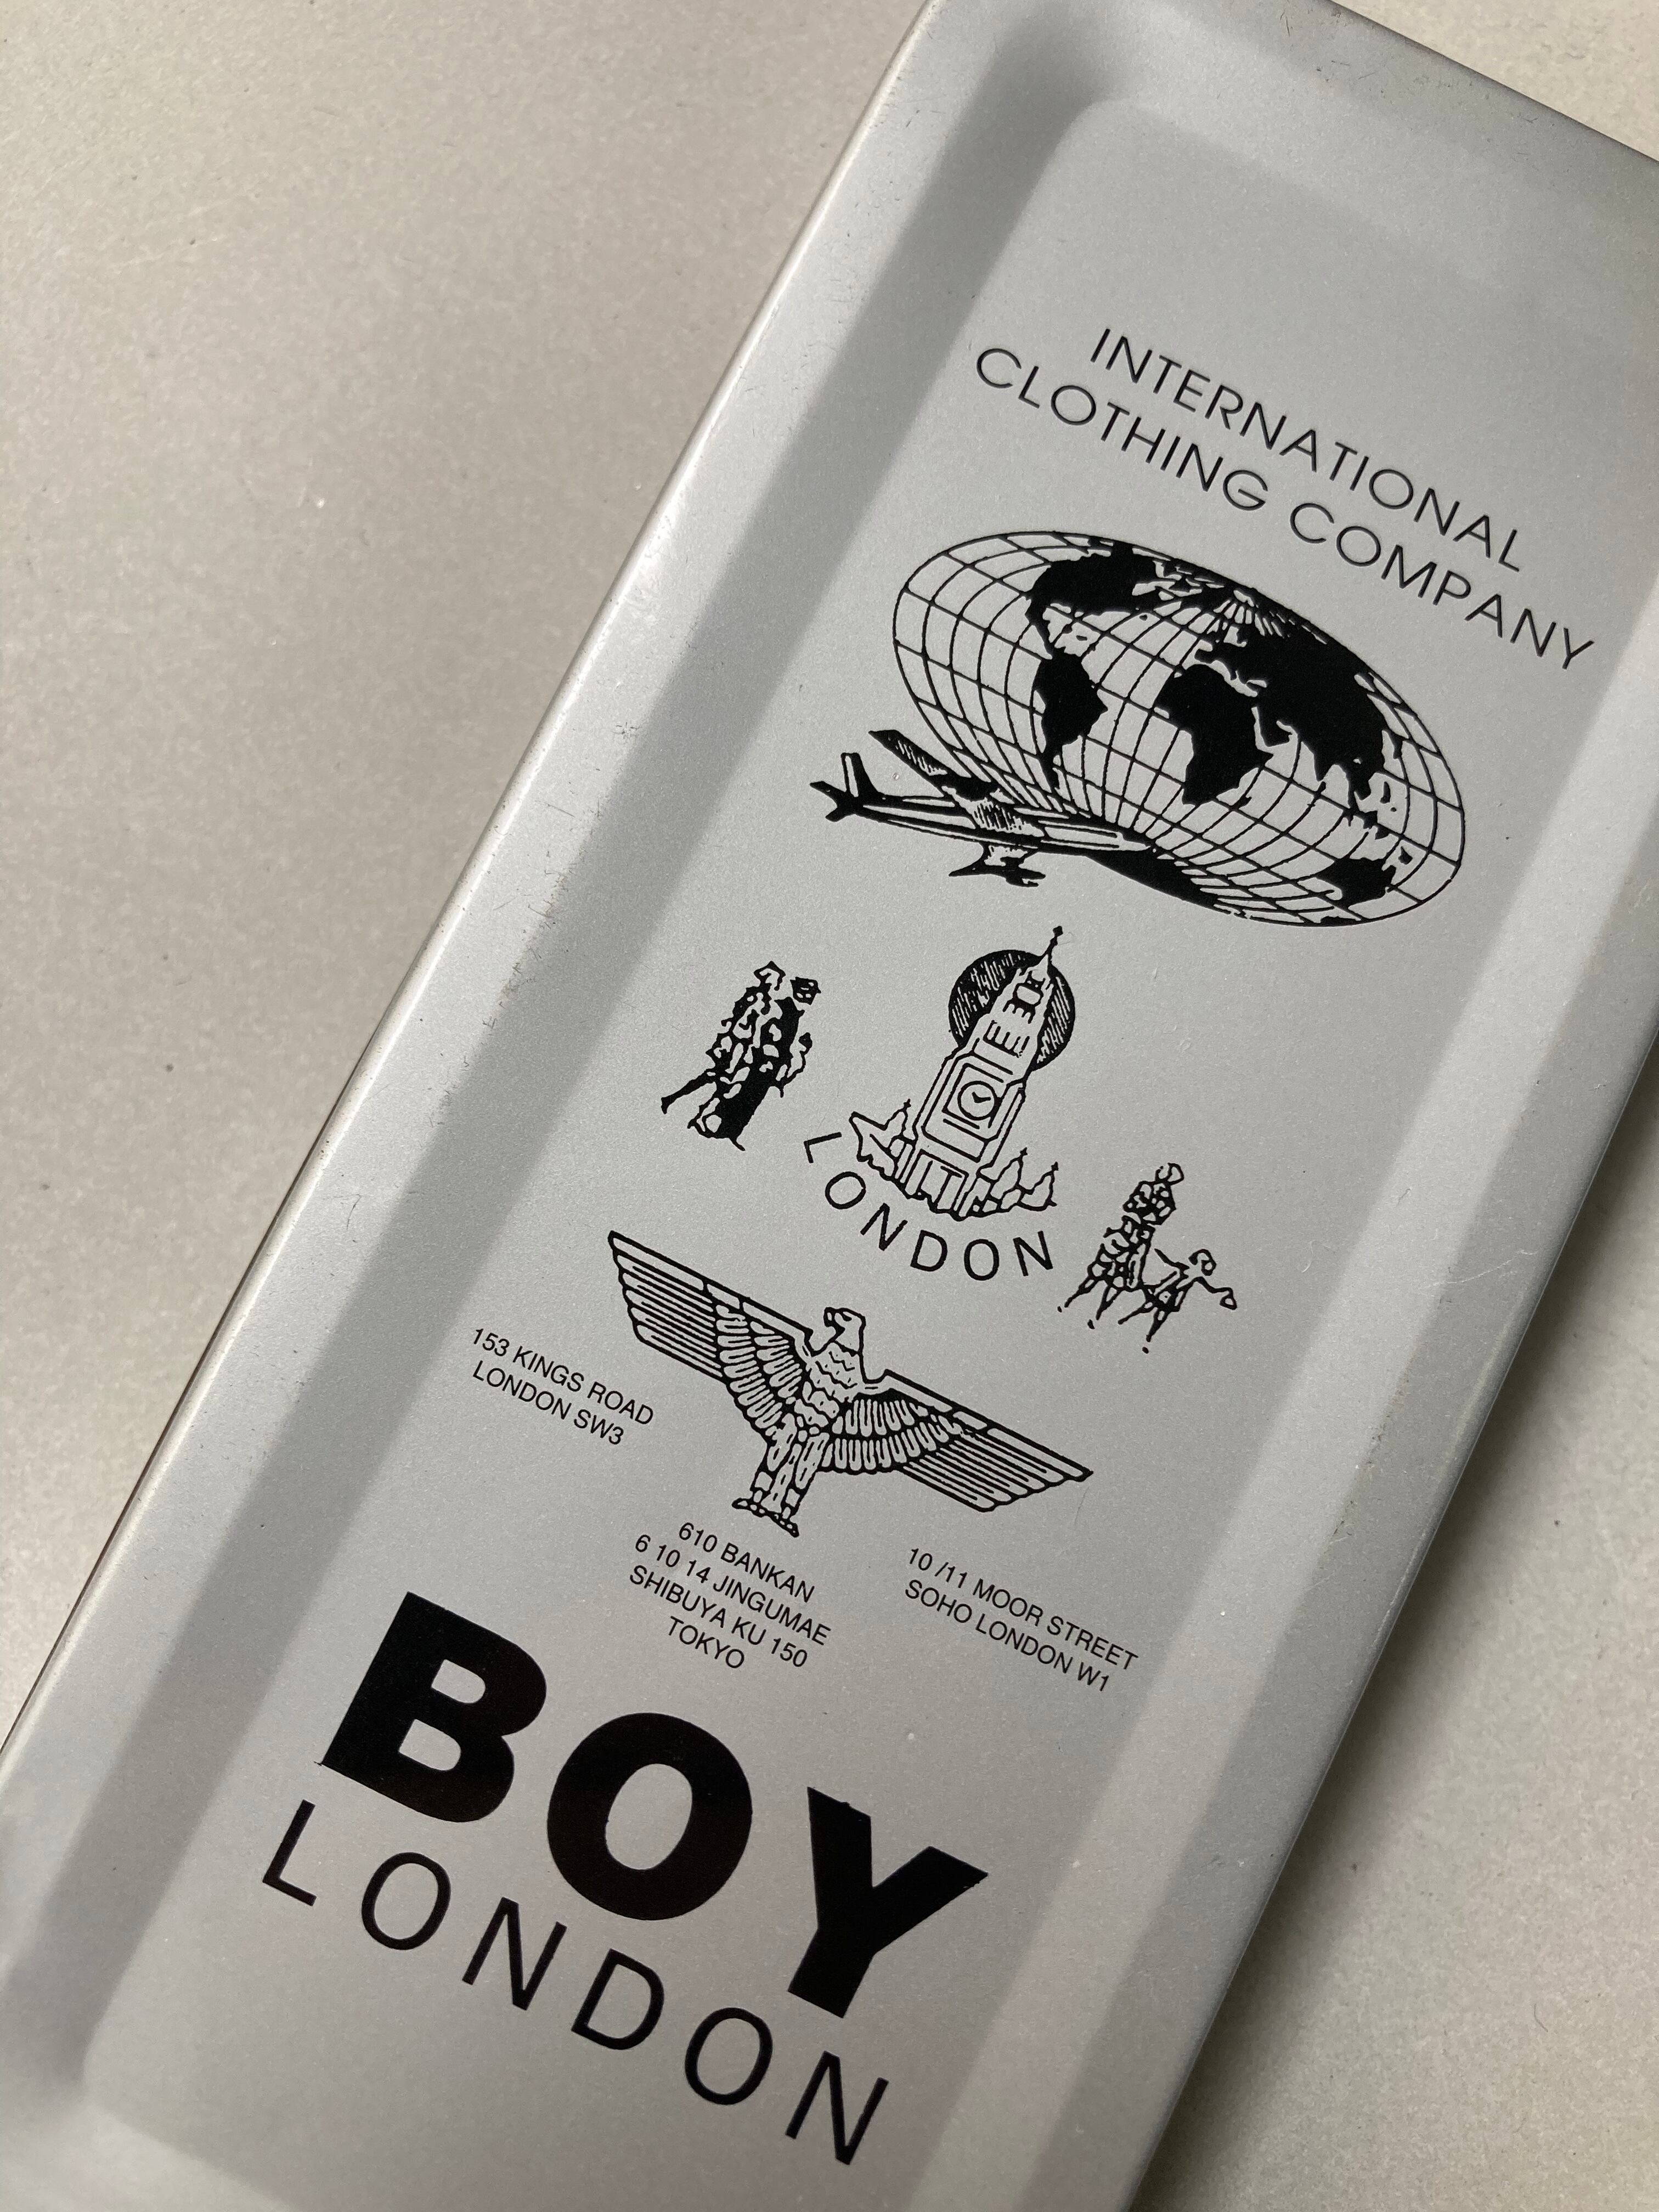 INTERNATIONAL
CLOTHING COMPANY
LONDON
153 KINGS ROAD
LONDON SW3
610 BANKAN
6 10 14 JINGUMAE
SHIBUYA KU 150
TOKYO
10 /11 MOOR STREET
SOHO LONDON W1
BOY
LONDON